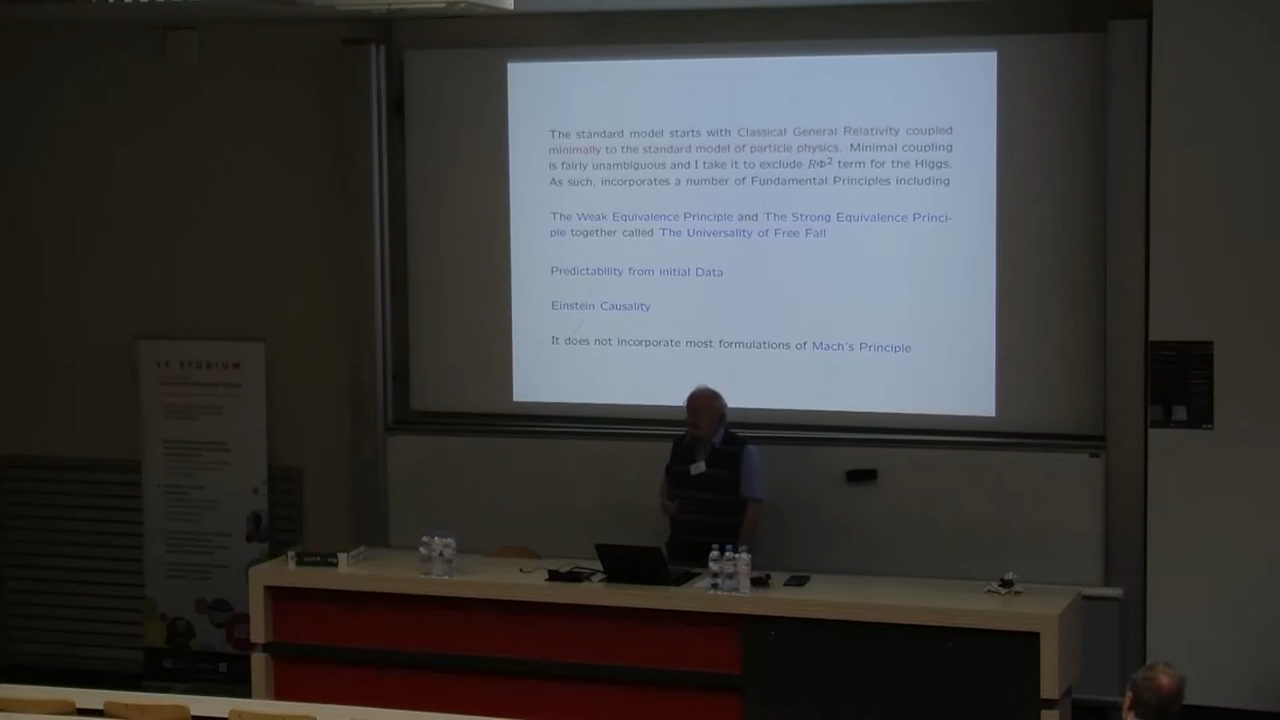 The standard model starts with Classical General Relativity coupled
minimally to the standard model of particle physics. Minimal coupling
is fairly unambiguous and I take it to exclude RΦ² term for the Higgs.
As such, incorporates a number of Fundamental Principles including
The Weak Equivalence Principle and The Strong Equivalence Princi-
ple together called The Universality of Free Fall
Predictability from initial Data
Einstein Causality
It does not incorporate most formulations of Mach's Principle
LE STUDIUM